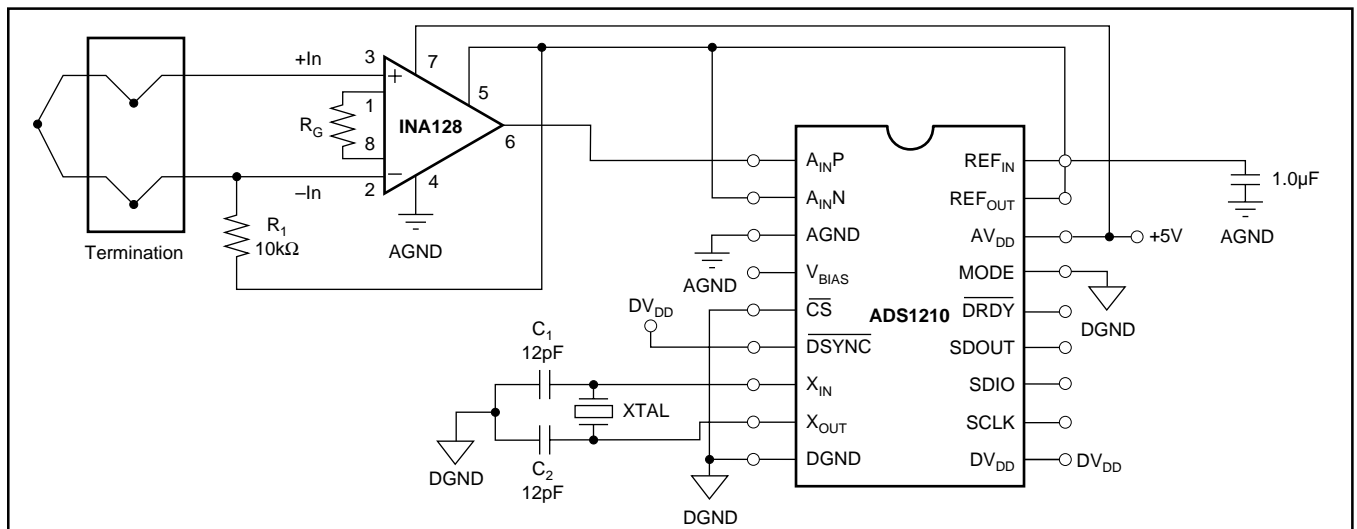 +In
3
7
+
1
5
R_G
INA128
8
6
−
–In
2
4
Termination
R_1
10kΩ
AGND
A_INP
REF_IN
1.0µF
A_INN
REF_OUT
AGND
AGND
AV_DD
+5V
AGND
V_BIAS
MODE
DV_DD
CS
ADS1210
DRDY
DGND
C_1
12pF
DSYNC
SDOUT
X_IN
SDIO
XTAL
X_OUT
SCLK
DGND
C_2
12pF
DGND
DV_DD
DV_DD
DGND